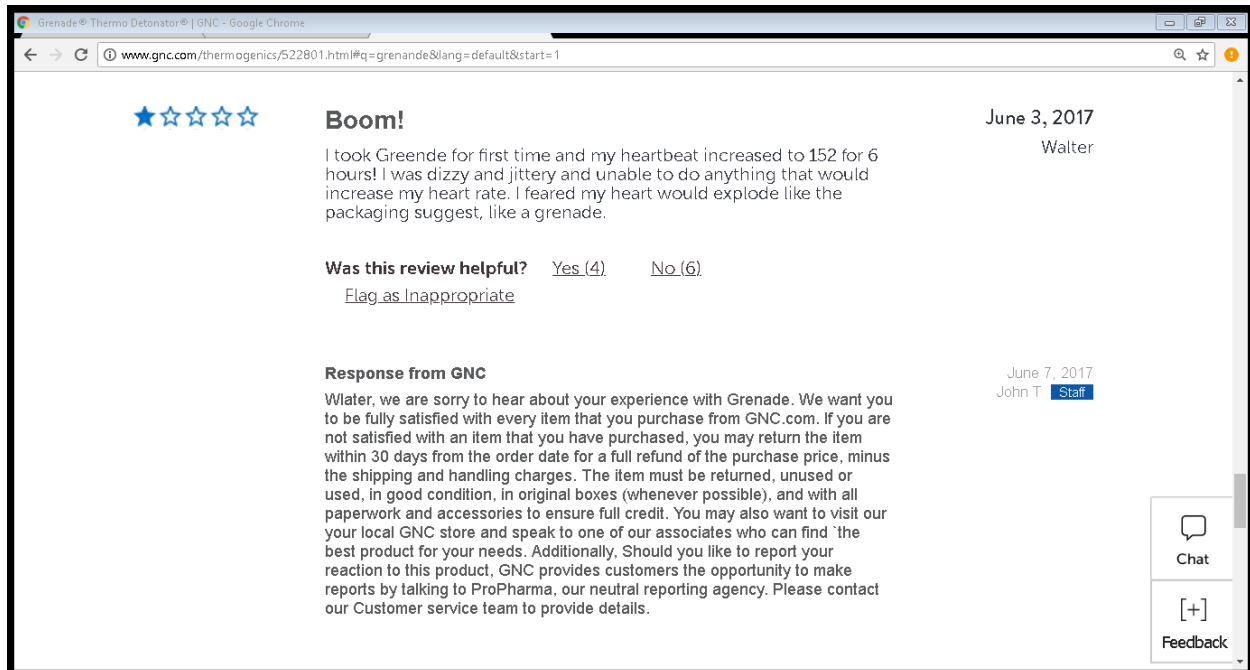 Grenade® Thermo Detonator® | GNC - Google Chrome
www.gnc.com/thermogenics/522801.html#q=grenande&lang=default&start=1
Boom!
June 3, 2017
Walter
I took Greende for first time and my heartbeat increased to 152 for 6
hours! I was dizzy and jittery and unable to do anything that would
increase my heart rate. I feared my heart would explode like the
packaging suggest, like a grenade.
Was this review helpful? Yes (4) No (6)
Flag as Inappropriate
Response from GNC
June 7, 2017
John T Staff
Wlater, we are sorry to hear about your experience with Grenade. We want you
to be fully satisfied with every item that you purchase from GNC.com. If you are
not satisfied with an item that you have purchased, you may return the item
within 30 days from the order date for a full refund of the purchase price, minus
the shipping and handling charges. The item must be returned, unused or
used, in good condition, in original boxes (whenever possible), and with all
paperwork and accessories to ensure full credit. You may also want to visit our
your local GNC store and speak to one of our associates who can find `the
best product for your needs. Additionally, Should you like to report your
reaction to this product, GNC provides customers the opportunity to make
reports by talking to ProPharma, our neutral reporting agency. Please contact
our Customer service team to provide details.
Chat
[+]
Feedback